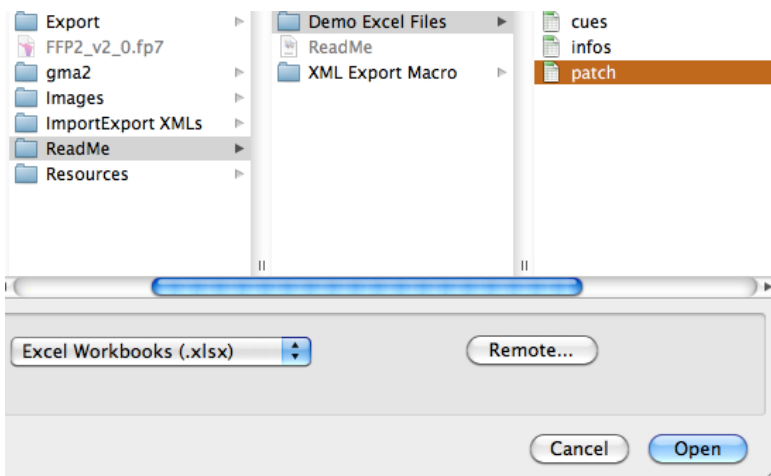 Export
FFP2_v2_0.fp7
gma2
Images
ImportExport XMLs
ReadMe
Resources
Demo Excel Files
ReadMe
XML Export Macro
cues
infos
patch
Excel Workbooks (.xlsx)
Remote...
Cancel
Open